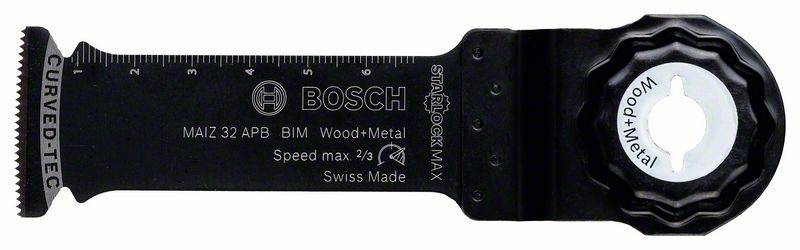 CURVED-TEC
1 2 3 4 5 6
BOSCH
MAIZ 32 APB BIM Wood+Metal
Speed max. 2/3
Swiss Made
STARLOCK MAX
Wood+Metal